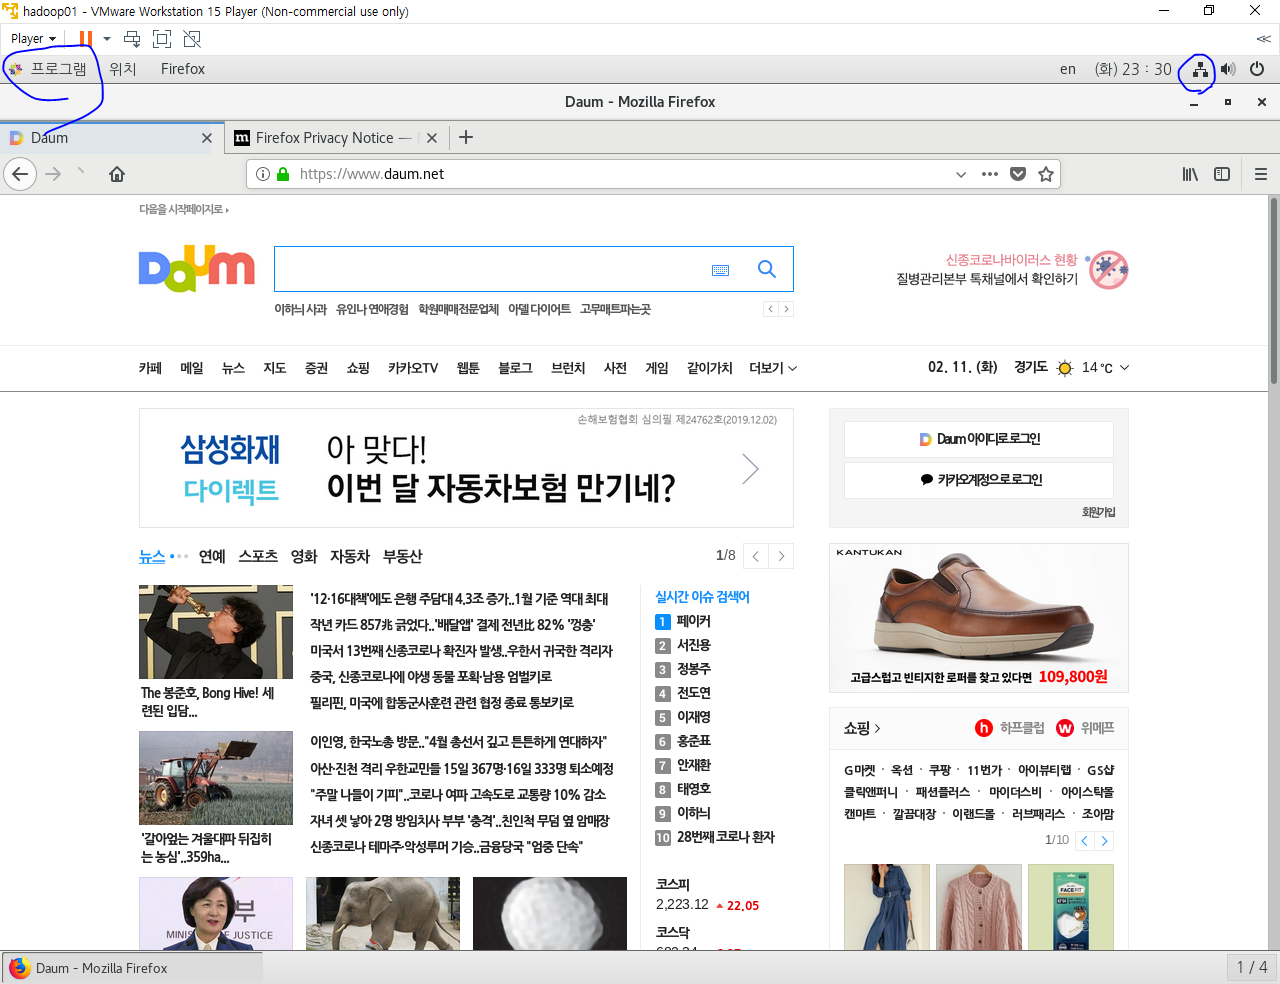 hadoop01 - VMware Workstation 15 Player (Non-commercial use only)
Player
프로그램 위치 Firefox en (화) 23 : 30
Daum - Mozilla Firefox
Daum Firefox Privacy Notice —
https://www.daum.net
다음을 시작페이지로
Daum
신종코로나바이러스 현황
질병관리본부 톡채널에서 확인하기
이하늬 사과 유인나 연애경험 학원매매전문업체 아델 다이어트 고무매트파는곳
카페 메일 뉴스 지도 증권 쇼핑 카카오TV 웹툰 블로그 브런치 사전 게임 같이가치 더보기 02. 11. (화) 경기도 14 ℃
손해보험협회 심의필 제24762호(2019.12.02)
삼성화재 아 맞다!
다이렉트 이번 달 자동차보험 만기네?
Daum 아이디로 로그인
카카오계정으로 로그인
회원가입
뉴스 연예 스포츠 영화 자동차 부동산 1/8
The 봉준호, Bong Hive! 세
련된 입담...
'12·16대책'에도 은행 주담대 4.3조 증가..1월 기준 역대 최대
작년 카드 857兆 긁었다..'배달앱' 결제 전년比 82% '껑충'
미국서 13번째 신종코로나 확진자 발생..우한서 귀국한 격리자
중국, 신종코로나에 야생 동물 포획·남용 엄벌키로
필리핀, 미국에 합동군사훈련 관련 협정 종료 통보키로
'갈아엎는 겨울대파 뒤집히
는 농심'..359ha...
이인영, 한국노총 방문.."4월 총선서 깊고 튼튼하게 연대하자"
아산·진천 격리 우한교민들 15일 367명·16일 333명 퇴소예정
"주말 나들이 기피"..코로나 여파 고속도로 교통량 10% 감소
자녀 셋 낳아 2명 방임치사 부부 '충격'..친인척 무덤 옆 암매장
신종코로나 테마주·악성루머 기승..금융당국 "엄중 단속"
부
MINIS OF JUSTICE
실시간 이슈 검색어
1 페이커
2 서진용
3 정봉주
4 전도연
5 이재영
6 홍준표
7 안재환
8 태영호
9 이하늬
10 28번째 코로나 환자
코스피
2,223.12 22.05
코스닥
KANTUKAN
고급스럽고 빈티지한 로퍼를 찾고 있다면 109,800원
쇼핑 h 하프클럽 w 위메프
G마켓 · 옥션 · 쿠팡 · 11번가 · 아이뷰티랩 · GS샵
클릭앤퍼니 · 패션플러스 · 마이더스비 · 아이스탁몰
캔마트 · 깔끔대장 · 이랜드몰 · 러브패리스 · 조아맘
1/10
FACE FIT
Daum - Mozilla Firefox 1 / 4